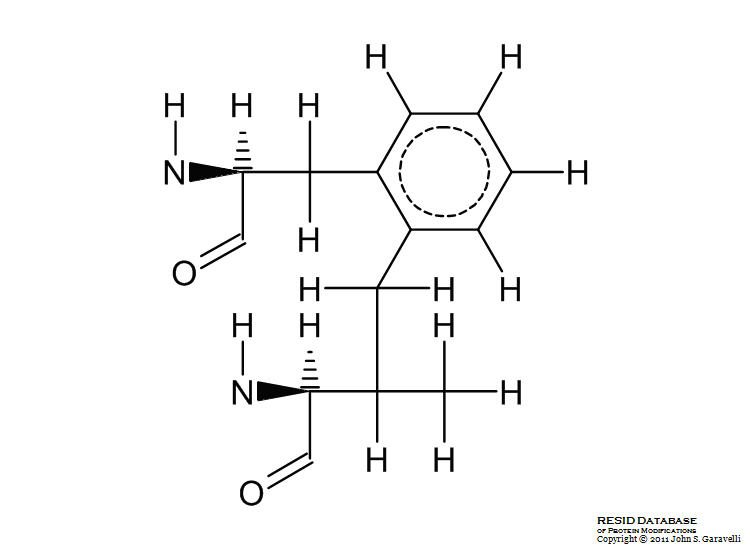 H H
H H H
N H
H
O
H H H
H H H
N H
H H
O
RESID DATABASE
OF PROTEIN MODIFICATIONS
Copyright © 2011 John S. Garavelli